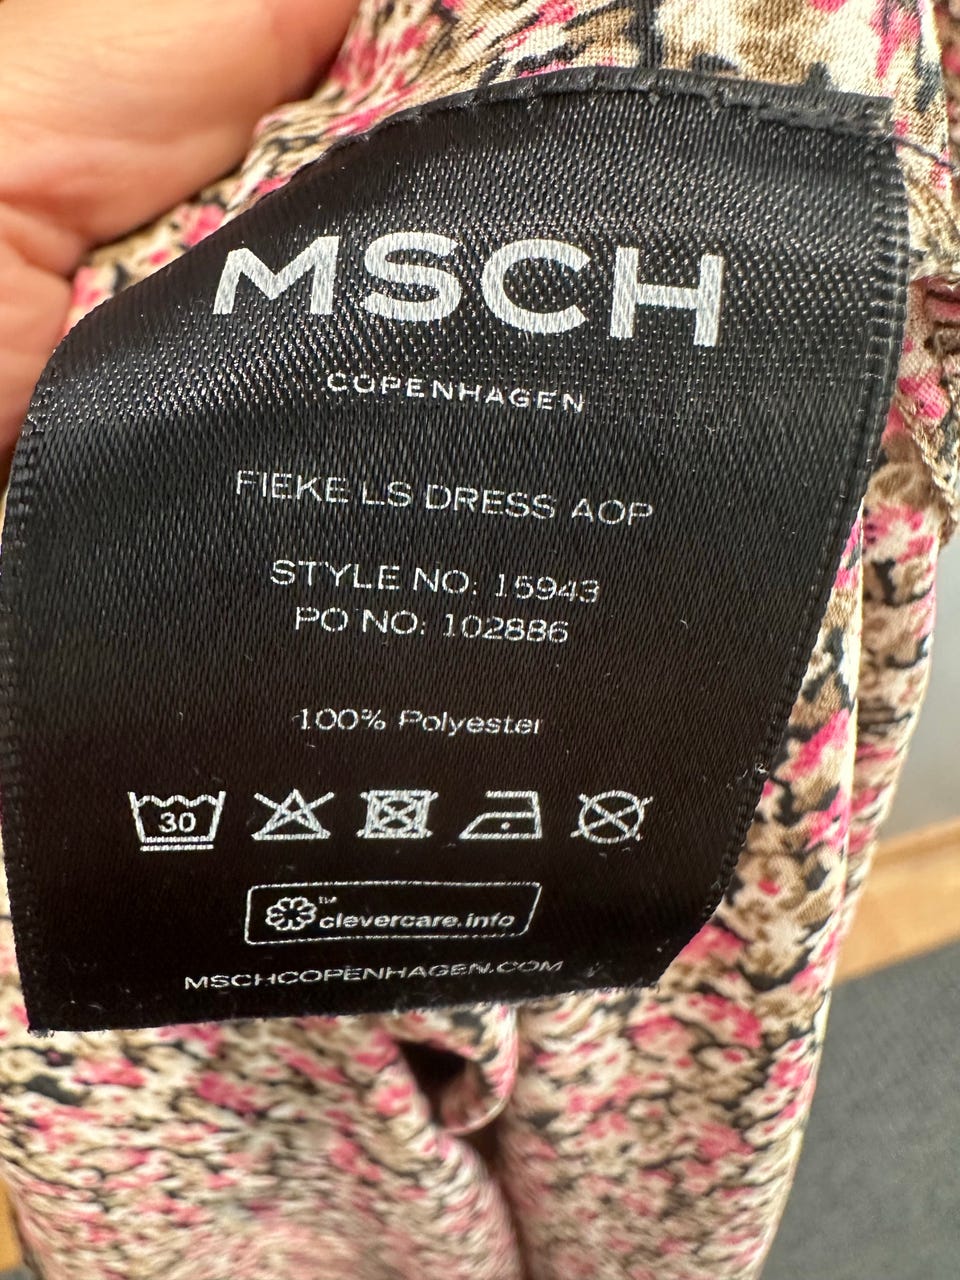 MSCH
COPENHAGEN
FIEKE LS DRESS AOP
STYLE NO: 15943
PO NO: 102886
100% Polyester
30
™
clevercare.info
MSCHCOPENHAGEN.COM